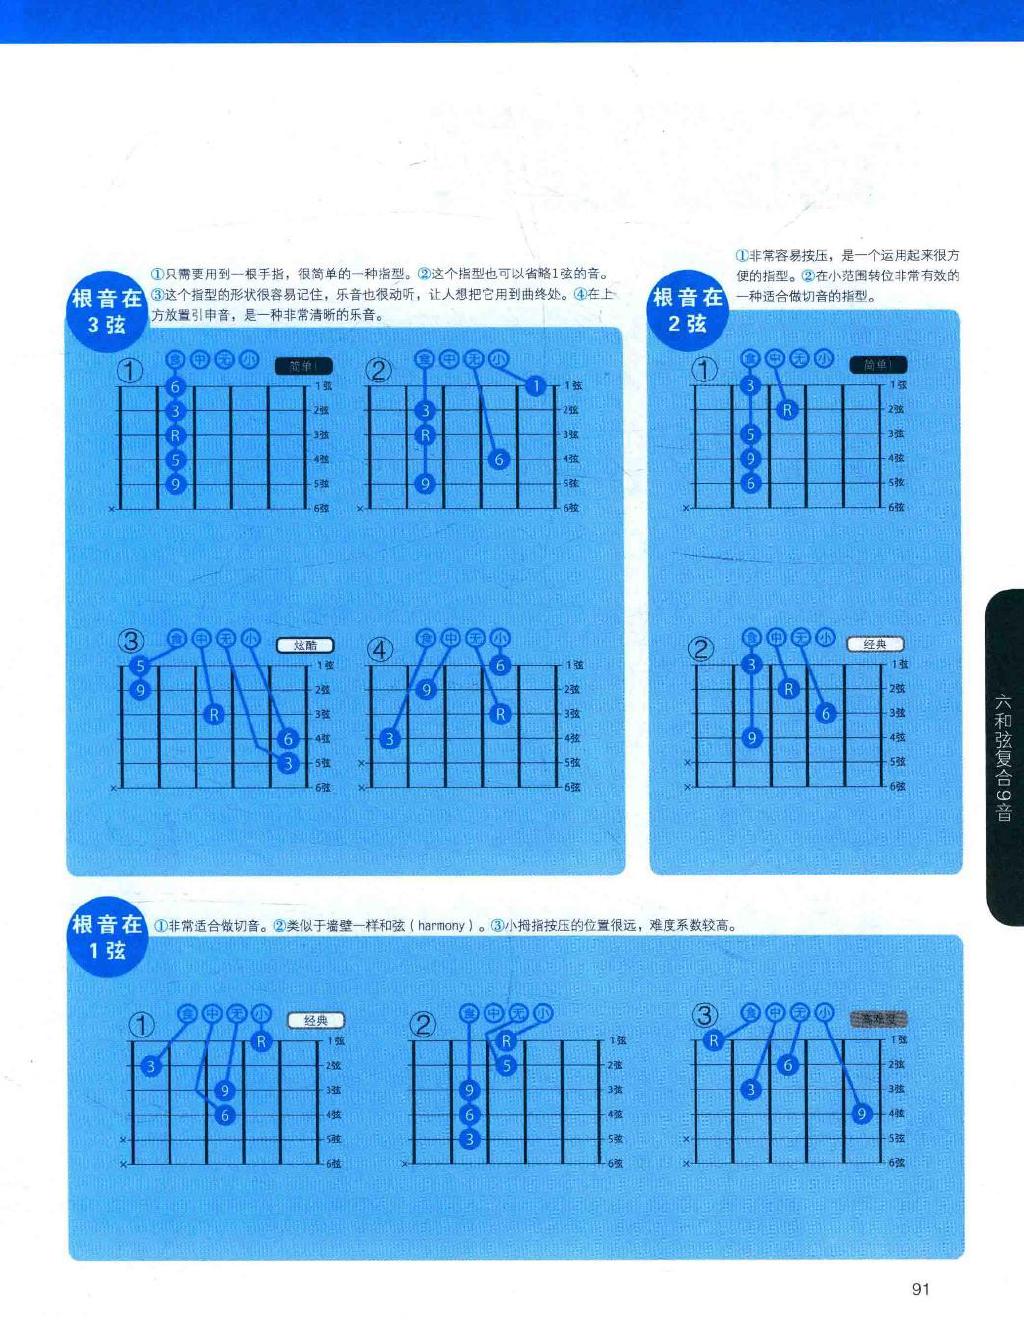 根音在
3 弦
①只需要用到一根手指，很简单的一种指型。②这个指型也可以省略1弦的音。
③这个指型的形状很容易记住，乐音也很动听，让人想把它用到曲终处。④在上
方放置引申音，是一种非常清晰的乐音。
① 食 中 无 小 简单！
6 1弦
3 2弦
R 3弦
5 4弦
9 5弦
× 6弦
② 食 中 无 小
1 1弦
3 2弦
R 3弦
6 4弦
9 5弦
× 6弦
③ 食 中 无 小 炫酷
5 1弦
9 2弦
R 3弦
6 4弦
3 5弦
× 6弦
④ 食 中 无 小
6 1弦
9 2弦
R 3弦
3 4弦
× 5弦
× 6弦
根音在
2 弦
①非常容易按压，是一个运用起来很方
便的指型。②在小范围转位非常有效的
一种适合做切音的指型。
① 食 中 无 小 简单！
3 1弦
R 2弦
5 3弦
9 4弦
6 5弦
× 6弦
② 食 中 无 小 经典
3 1弦
R 2弦
6 3弦
9 4弦
× 5弦
× 6弦
六和弦复合9音
根音在
1 弦
①非常适合做切音。②类似于墙壁一样和弦（harmony）。③小拇指按压的位置很远，难度系数较高。
① 食 中 无 小 经典
R 1弦
3 2弦
9 3弦
6 4弦
× 5弦
× 6弦
② 食 中 无 小
R 1弦
5 2弦
9 3弦
6 4弦
3 5弦
× 6弦
③ 食 中 无 小 高难度
R 1弦
6 2弦
3 3弦
9 4弦
× 5弦
× 6弦
91